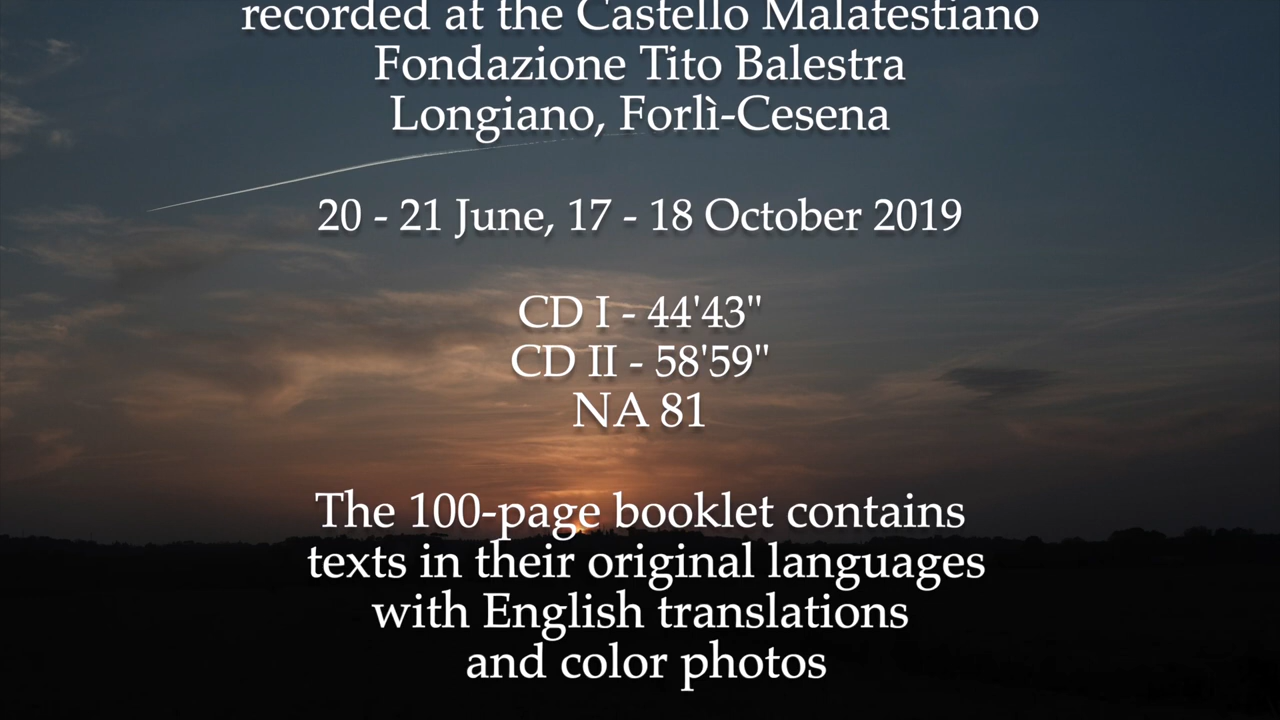 recorded at the Castello Malatestiano
Fondazione Tito Balestra
Longiano, Forlì-Cesena
20 - 21 June, 17 - 18 October 2019
CD I - 44'43"
CD II - 58'59"
NA 81
The 100-page booklet contains
texts in their original languages
with English translations
and color photos